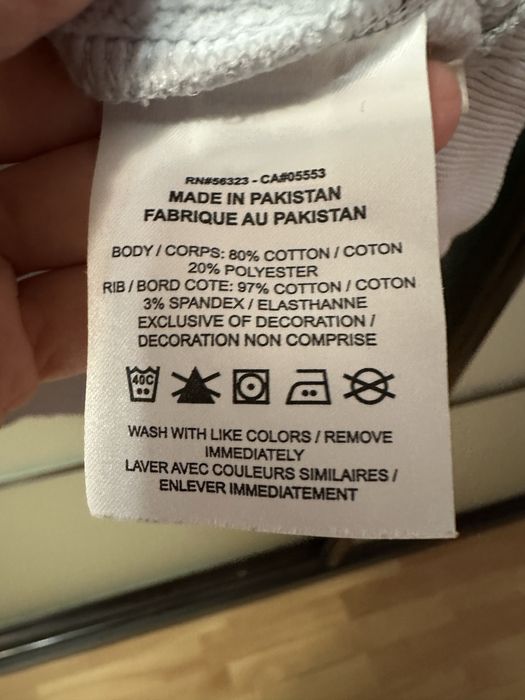 RN#56323 - CA#05553
MADE IN PAKISTAN
FABRIQUE AU PAKISTAN
BODY / CORPS: 80% COTTON / COTON
20% POLYESTER
RIB / BORD COTE: 97% COTTON / COTON
3% SPANDEX / ELASTHANNE
EXCLUSIVE OF DECORATION /
DECORATION NON COMPRISE
40C
WASH WITH LIKE COLORS / REMOVE
IMMEDIATELY
LAVER AVEC COULEURS SIMILAIRES /
ENLEVER IMMEDIATEMENT